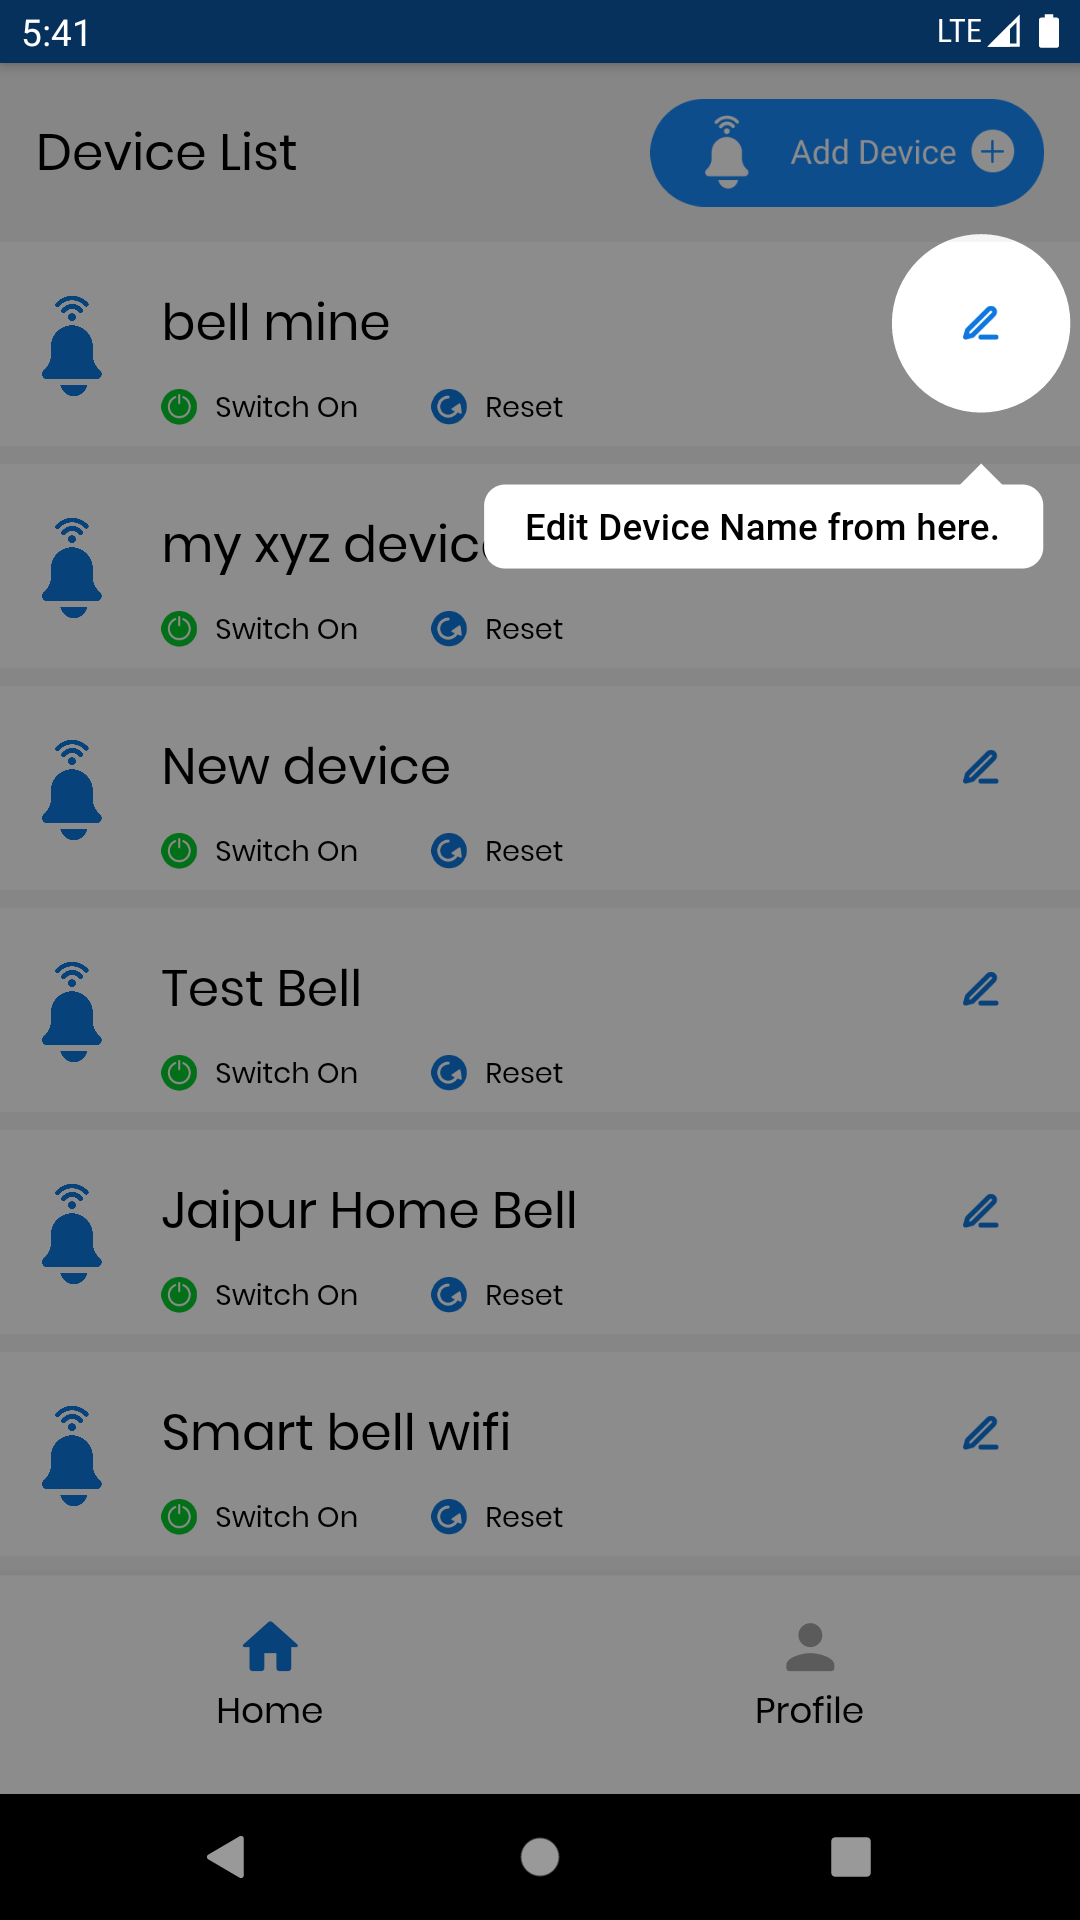 5:41
LTE
Device List
Add Device
bell mine
Switch On
Reset
Edit Device Name from here.
my xyz devic
Switch On
Reset
New device
Switch On
Reset
Test Bell
Switch On
Reset
Jaipur Home Bell
Switch On
Reset
Smart bell wifi
Switch On
Reset
Home
Profile